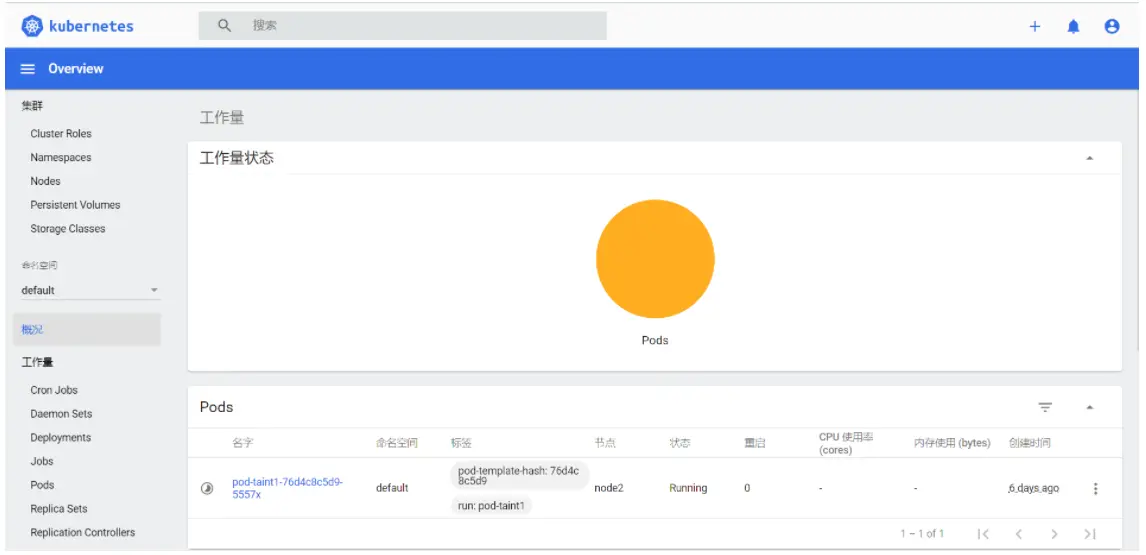 kubernetes
搜索
Overview
集群
Cluster Roles
Namespaces
Nodes
Persistent Volumes
Storage Classes
命名空间
default
概况
工作量
Cron Jobs
Daemon Sets
Deployments
Jobs
Pods
Replica Sets
Replication Controllers
工作量
工作量状态
Pods
Pods
名字 命名空间 标签 节点 状态 重启 CPU 使用率 (cores) 内存使用 (bytes) 创建时间
pod-taint1-76d4c8c5d9-
5557x
default
pod-template-hash: 76d4c
8c5d9
run: pod-taint1
node2 Running 0 - - 6 days ago
1 – 1 of 1